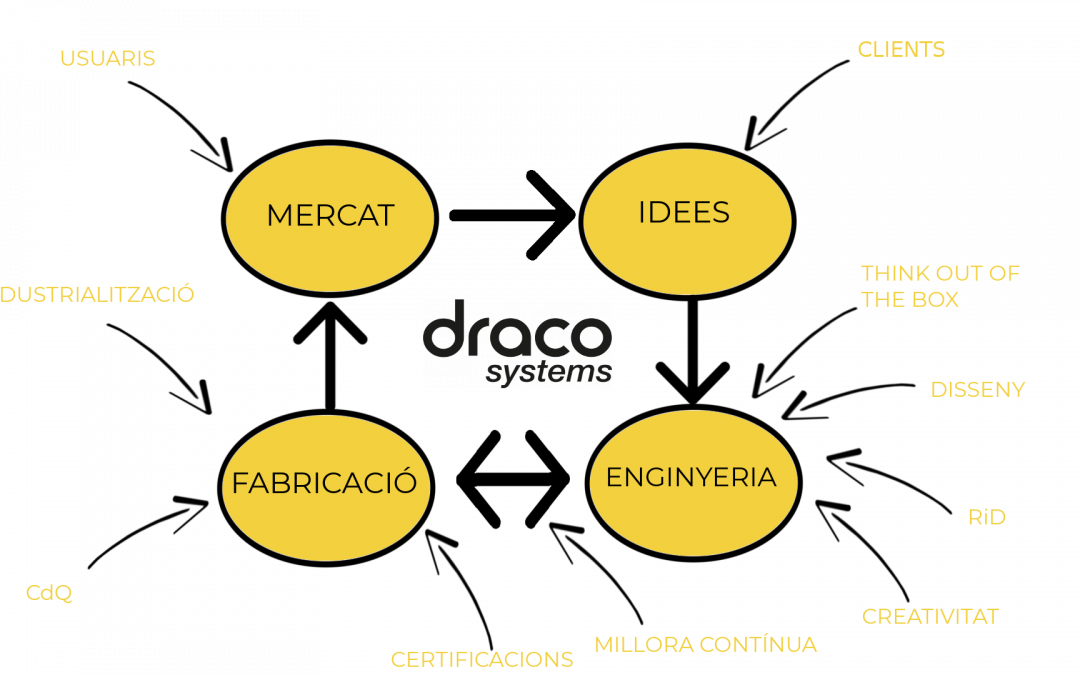 USUARIS
CLIENTS
MERCAT
IDEES
DUSTRIALITZACIÓ
THINK OUT OF
THE BOX
draco
systems
DISSENY
FABRICACIÓ
ENGINYERIA
RiD
CdQ
CREATIVITAT
MILLORA CONTÍNUA
CERTIFICACIONS